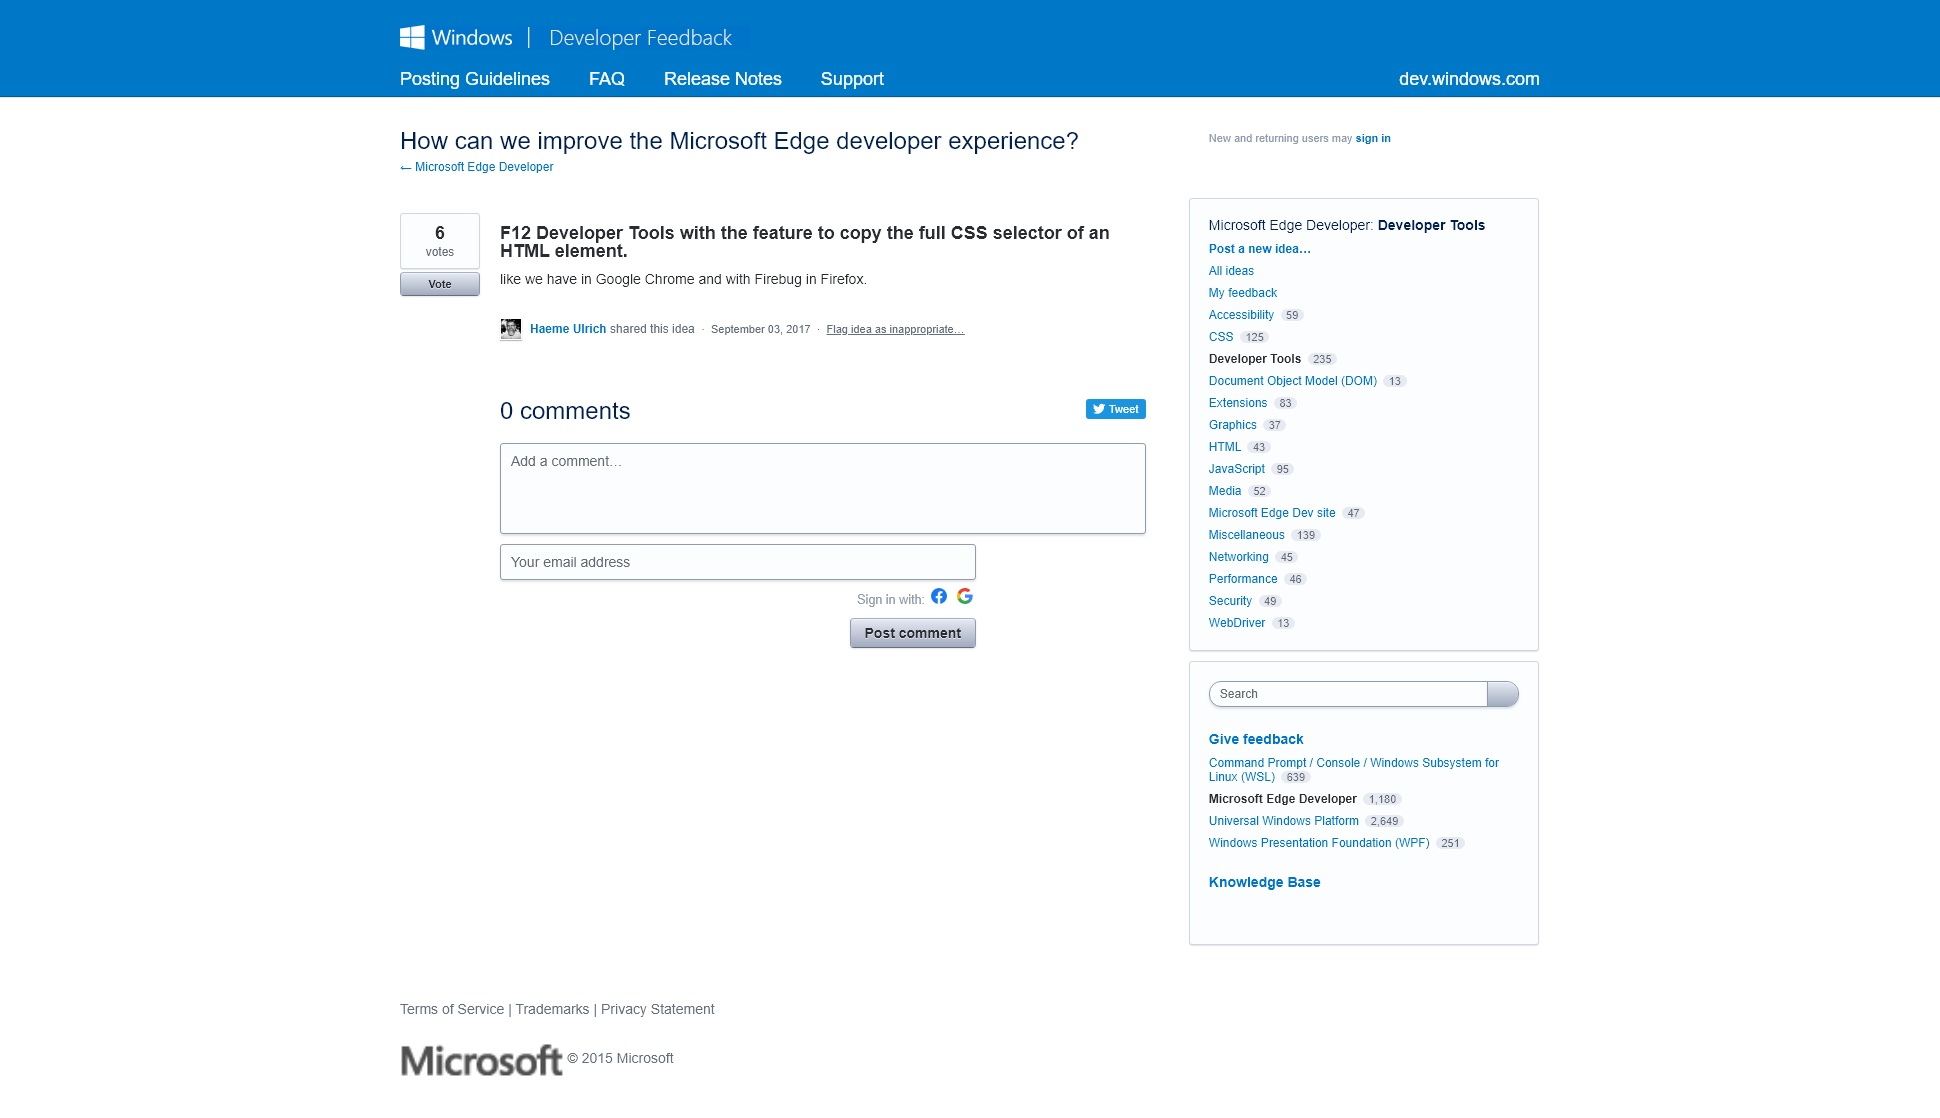 Windows | Developer Feedback
Posting Guidelines FAQ Release Notes Support dev.windows.com
How can we improve the Microsoft Edge developer experience?
← Microsoft Edge Developer
New and returning users may sign in
6
votes
Vote
F12 Developer Tools with the feature to copy the full CSS selector of an
HTML element.
like we have in Google Chrome and with Firebug in Firefox.
Haeme Ulrich shared this idea · September 03, 2017 · Flag idea as inappropriate…
0 comments
Tweet
Add a comment…
Your email address
Sign in with:
Post comment
Microsoft Edge Developer: Developer Tools
Post a new idea…
All ideas
My feedback
Accessibility 59
CSS 125
Developer Tools 235
Document Object Model (DOM) 13
Extensions 83
Graphics 37
HTML 43
JavaScript 95
Media 52
Microsoft Edge Dev site 47
Miscellaneous 139
Networking 45
Performance 46
Security 49
WebDriver 13
Search
Give feedback
Command Prompt / Console / Windows Subsystem for
Linux (WSL) 639
Microsoft Edge Developer 1,180
Universal Windows Platform 2,649
Windows Presentation Foundation (WPF) 251
Knowledge Base
Terms of Service | Trademarks | Privacy Statement
Microsoft © 2015 Microsoft